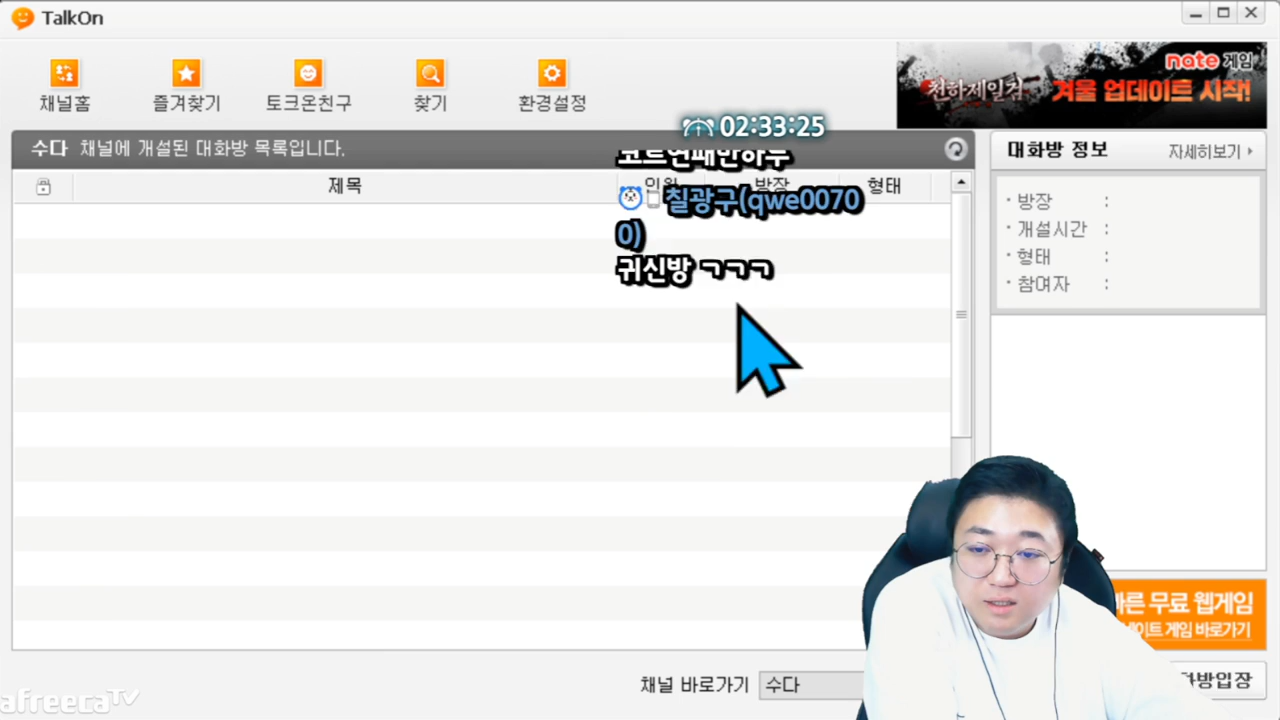 TalkOn
채널홈
즐겨찾기
토크온친구
찾기
환경설정
nate 게임
천하제일검
겨울 업데이트 시작!
02:33:25
수다 채널에 개설된 대화방 목록입니다.
대화방 정보
자세히보기
제목
인원
방장
형태
칠광구(qwe0070
0)
귀신방 ㄱㄱㄱ
방장 :
개설시간 :
형태 :
참여자 :
무료 웹게임
게임 바로가기
채널 바로가기
수다
방입장
afreecaTV